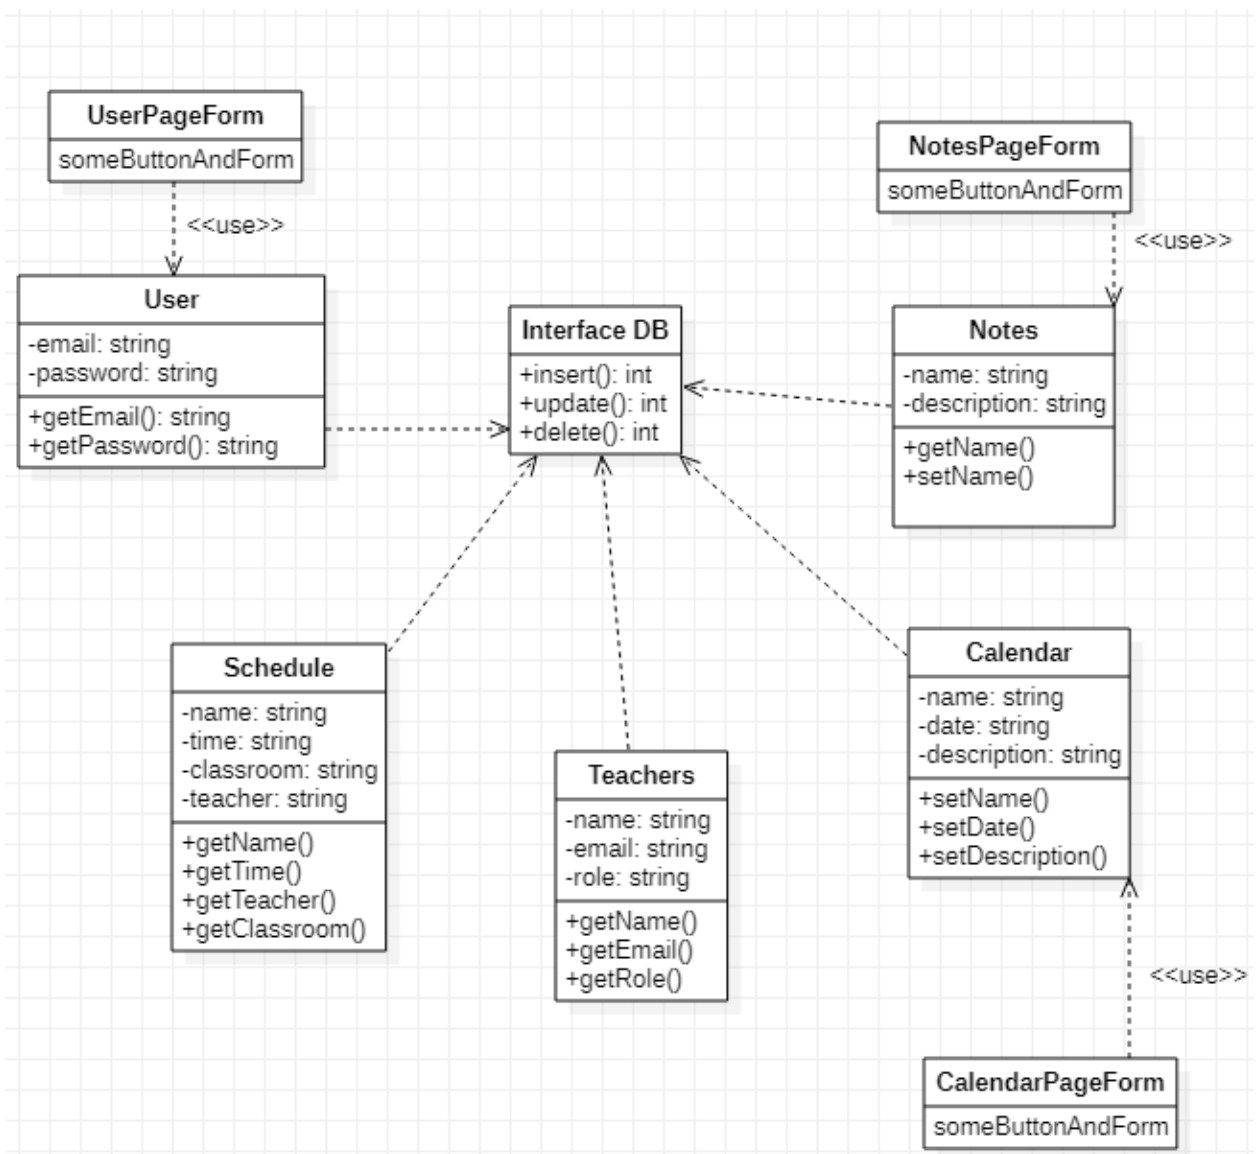 UserPageForm
someButtonAndForm
<<use>>
User
-email: string
-password: string
+getEmail(): string
+getPassword(): string
NotesPageForm
someButtonAndForm
<<use>>
Interface DB
+insert(): int
+update(): int
+delete(): int
Notes
-name: string
-description: string
+getName()
+setName()
Schedule
-name: string
-time: string
-classroom: string
-teacher: string
+getName()
+getTime()
+getTeacher()
+getClassroom()
Teachers
-name: string
-email: string
-role: string
+getName()
+getEmail()
+getRole()
Calendar
-name: string
-date: string
-description: string
+setName()
+setDate()
+setDescription()
<<use>>
CalendarPageForm
someButtonAndForm